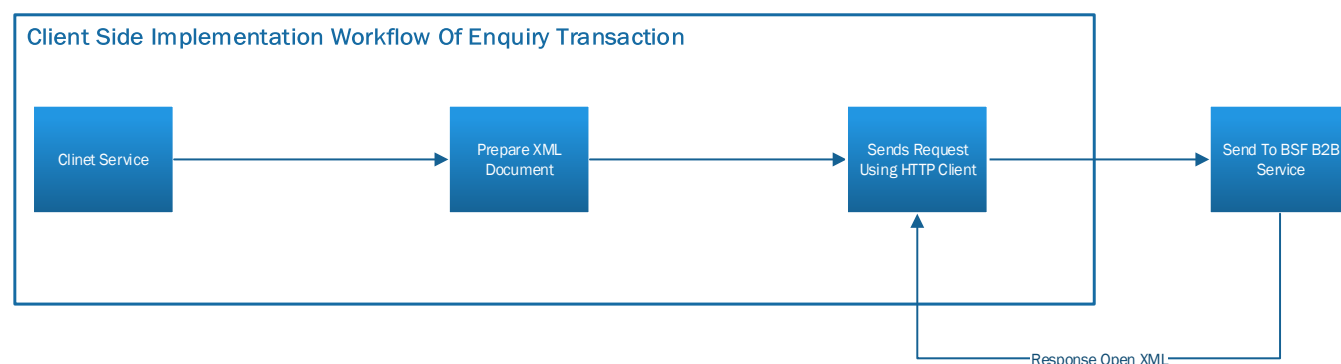 Client Side Implementation Workflow Of Enquiry Transaction
Clinet Service
Prepare XML
Document
Sends Request
Using HTTP Client
Send To BSF B2B
Service
Response Open XML